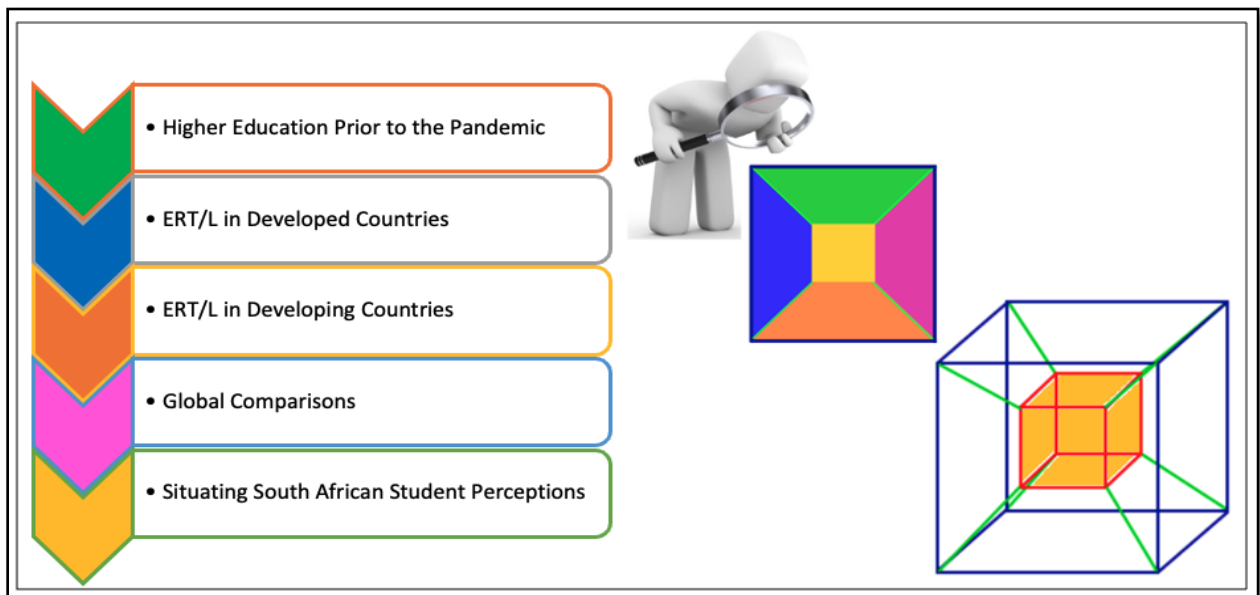 • Higher Education Prior to the Pandemic
• ERT/L in Developed Countries
• ERT/L in Developing Countries
• Global Comparisons
• Situating South African Student Perceptions